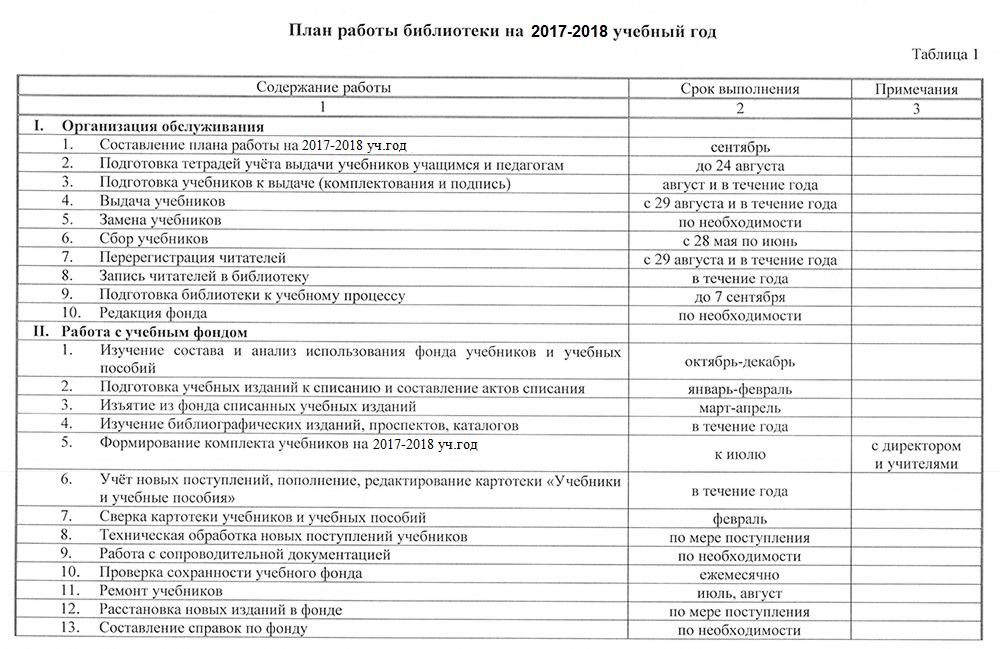 План работы библиотеки на 2017-2018 учебный год
Таблица 1
Содержание работы Срок выполнения Примечания
1 2 3
I. Организация обслуживания
1. Составление плана работы на 2017-2018 уч.год сентябрь
2. Подготовка тетрадей учёта выдачи учебников учащимся и педагогам до 24 августа
3. Подготовка учебников к выдаче (комплектования и подпись) август и в течение года
4. Выдача учебников с 29 августа и в течение года
5. Замена учебников по необходимости
6. Сбор учебников с 28 мая по июнь
7. Перерегистрация читателей с 29 августа и в течение года
8. Запись читателей в библиотеку в течение года
9. Подготовка библиотеки к учебному процессу до 7 сентября
10. Редакция фонда по необходимости
II. Работа с учебным фондом
1. Изучение состава и анализ использования фонда учебников и учебных
пособий октябрь-декабрь
2. Подготовка учебных изданий к списанию и составление актов списания январь-февраль
3. Изъятие из фонда списанных учебных изданий март-апрель
4. Изучение библиографических изданий, проспектов, каталогов в течение года
5. Формирование комплекта учебников на 2017-2018 уч.год к июлю с директором
и учителями
6. Учёт новых поступлений, пополнение, редактирование картотеки «Учебники
и учебные пособия» в течение года
7. Сверка картотеки учебников и учебных пособий февраль
8. Техническая обработка новых поступлений учебников по мере поступления
9. Работа с сопроводительной документацией по необходимости
10. Проверка сохранности учебного фонда ежемесячно
11. Ремонт учебников июль, август
12. Расстановка новых изданий в фонде по мере поступления
13. Составление справок по фонду по необходимости